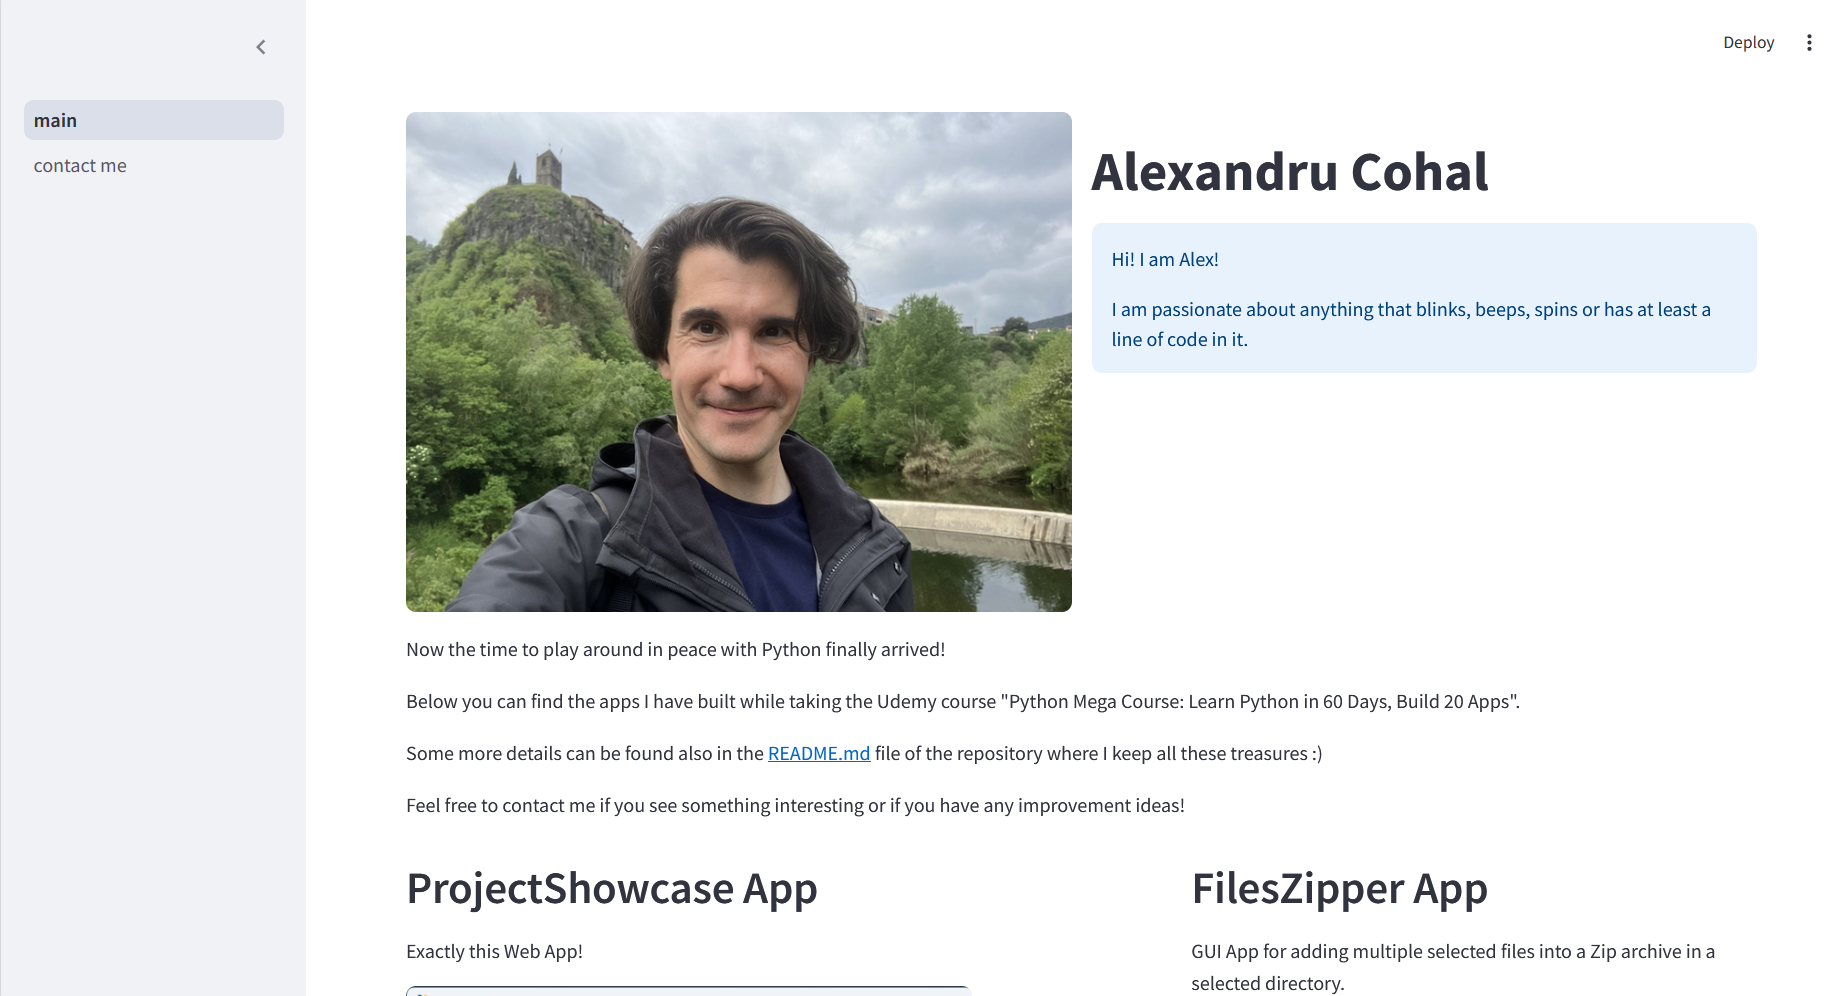 Deploy
main
contact me
Alexandru Cohal
Hi! I am Alex!
I am passionate about anything that blinks, beeps, spins or has at least a
line of code in it.
Now the time to play around in peace with Python finally arrived!
Below you can find the apps I have built while taking the Udemy course "Python Mega Course: Learn Python in 60 Days, Build 20 Apps".
Some more details can be found also in the README.md file of the repository where I keep all these treasures :)
Feel free to contact me if you see something interesting or if you have any improvement ideas!
ProjectShowcase App
Exactly this Web App!
FilesZipper App
GUI App for adding multiple selected files into a Zip archive in a
selected directory.